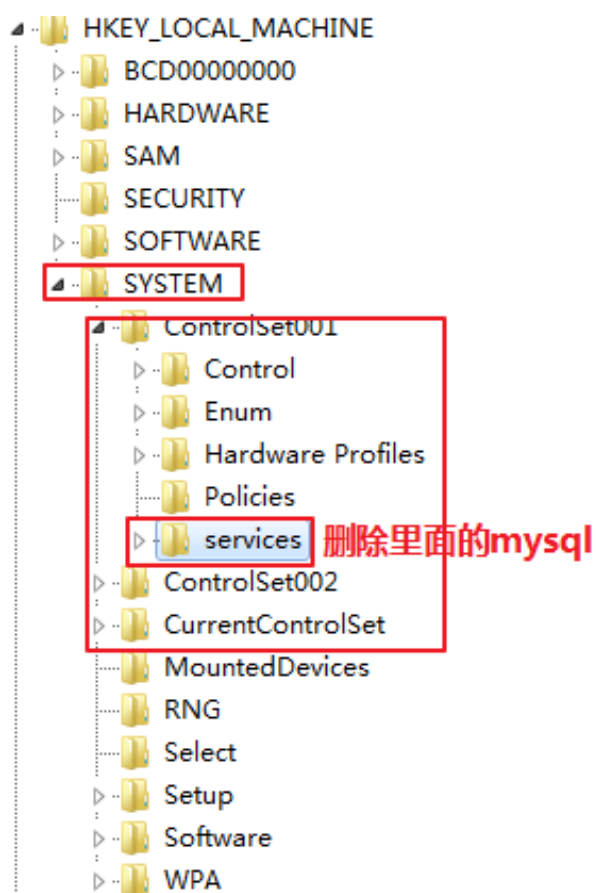 HKEY_LOCAL_MACHINE
BCD00000000
HARDWARE
SAM
SECURITY
SOFTWARE
SYSTEM
ControlSet001
Control
Enum
Hardware Profiles
Policies
services 删除里面的mysql
ControlSet002
CurrentControlSet
MountedDevices
RNG
Select
Setup
Software
WPA